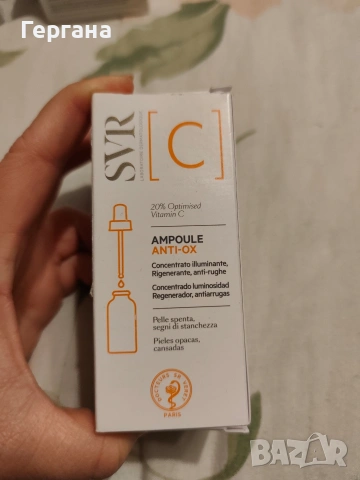 Гергана
SVR
[C]
20% Optimised
Vitamin C
AMPOULE
ANTI-OX
Concentrato illuminante,
Rigenerante, anti-rughe
Concentrado luminosidad
Regenerador, antiarrugas
Pelle spenta,
segni di stanchezza
Pieles opacas,
cansadas
PARIS
BAZAR